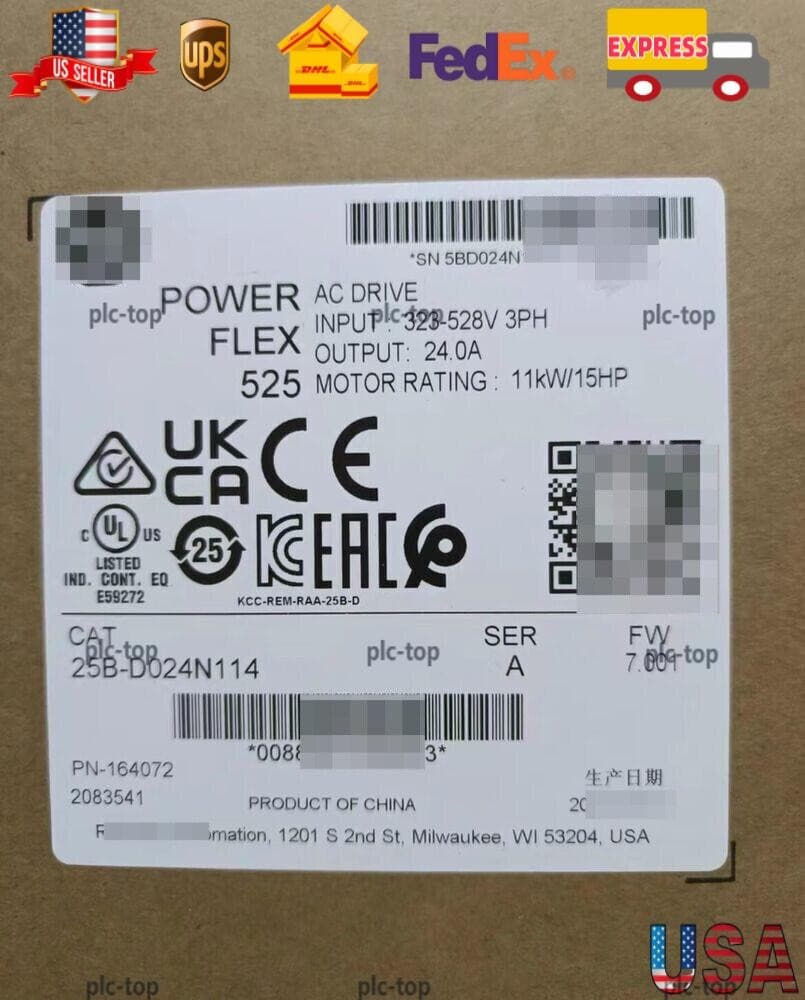 US SELLER
UPS
DHL
DHL
FedEx®
EXPRESS
*SN 5BD024N
POWER
FLEX
525
AC DRIVE
INPUT : 323-528V 3PH
OUTPUT: 24.0A
MOTOR RATING : 11kW/15HP
plc-top
plc-top
plc-top
UK
CA
CE
C UL US
LISTED
IND. CONT. EQ
E59272
25
KC
EAC
KCC-REM-RAA-25B-D
CAT
25B-D024N114
SER
A
FW
7.001
plc-top
plc-top
plc-top
*008
3*
PN-164072
2083541
PRODUCT OF CHINA
生产日期
20
1201 S 2nd St, Milwaukee, WI 53204, USA
USA
plc-top
plc-top
plc-top